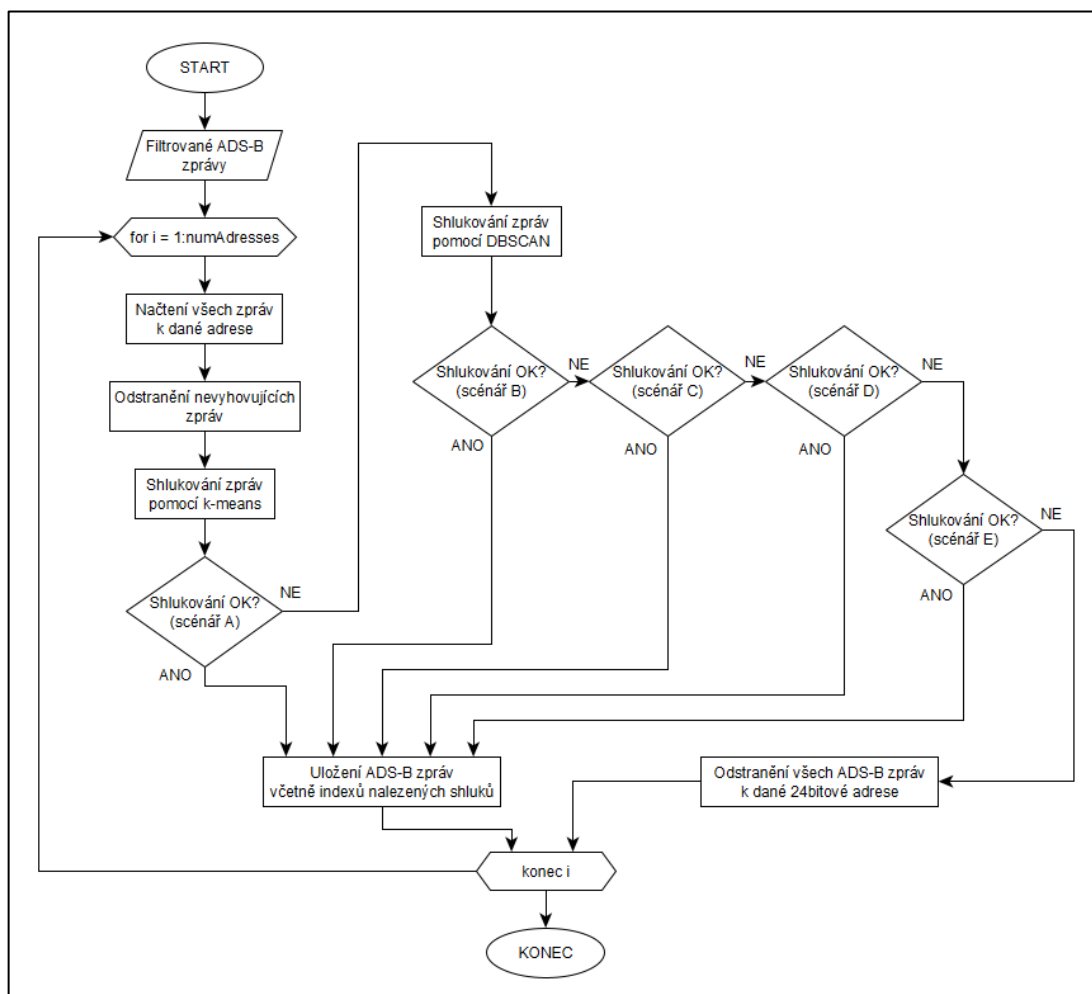 START
Filtrované ADS-B
zprávy
for i = 1:numAdresses
Načtení všech zpráv
k dané adrese
Odstranění nevyhovujících
zpráv
Shlukování zpráv
pomocí k-means
Shlukování OK?
(scénář A)
NE
ANO
Shlukování zpráv
pomocí DBSCAN
Shlukování OK?
(scénář B)
NE
ANO
Shlukování OK?
(scénář C)
NE
ANO
Shlukování OK?
(scénář D)
NE
ANO
Shlukování OK?
(scénář E)
NE
ANO
Uložení ADS-B zpráv
včetně indexů nalezených shluků
Odstranění všech ADS-B zpráv
k dané 24bitové adrese
konec i
KONEC